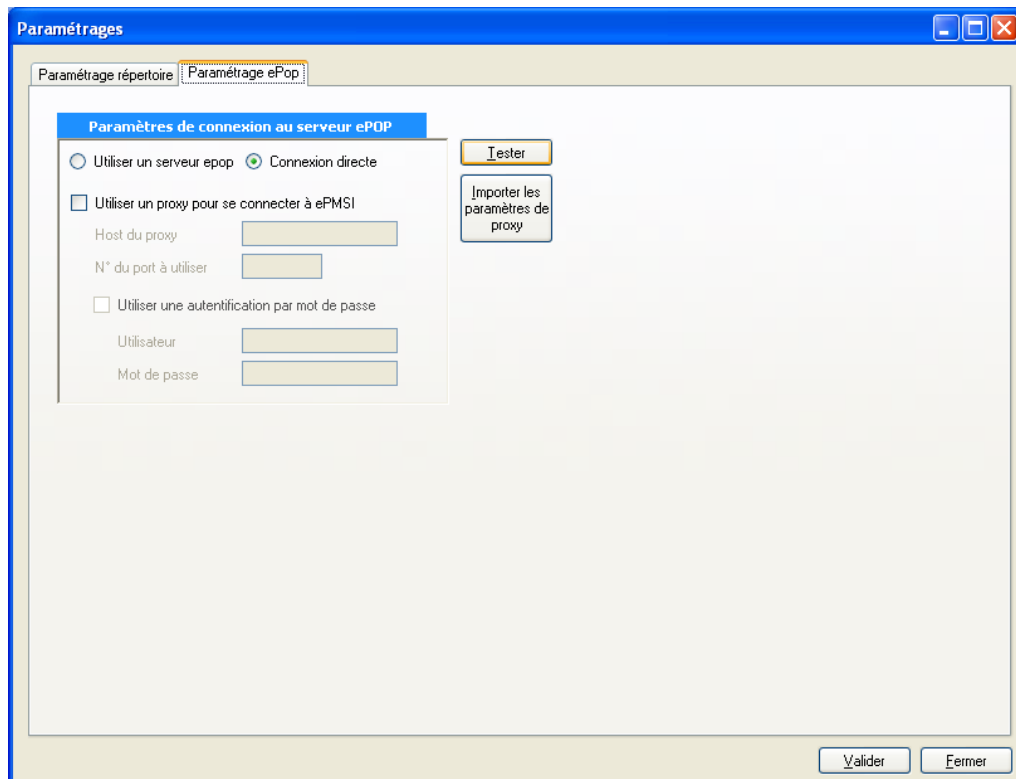 Paramétrages
Paramétrage répertoire Paramétrage ePop
Paramètres de connexion au serveur ePOP
Utiliser un serveur epop Connexion directe
Tester
Utiliser un proxy pour se connecter à ePMSI
Importer les
paramètres de
proxy
Host du proxy
N° du port à utiliser
Utiliser une autentification par mot de passe
Utilisateur
Mot de passe
Valider Fermer